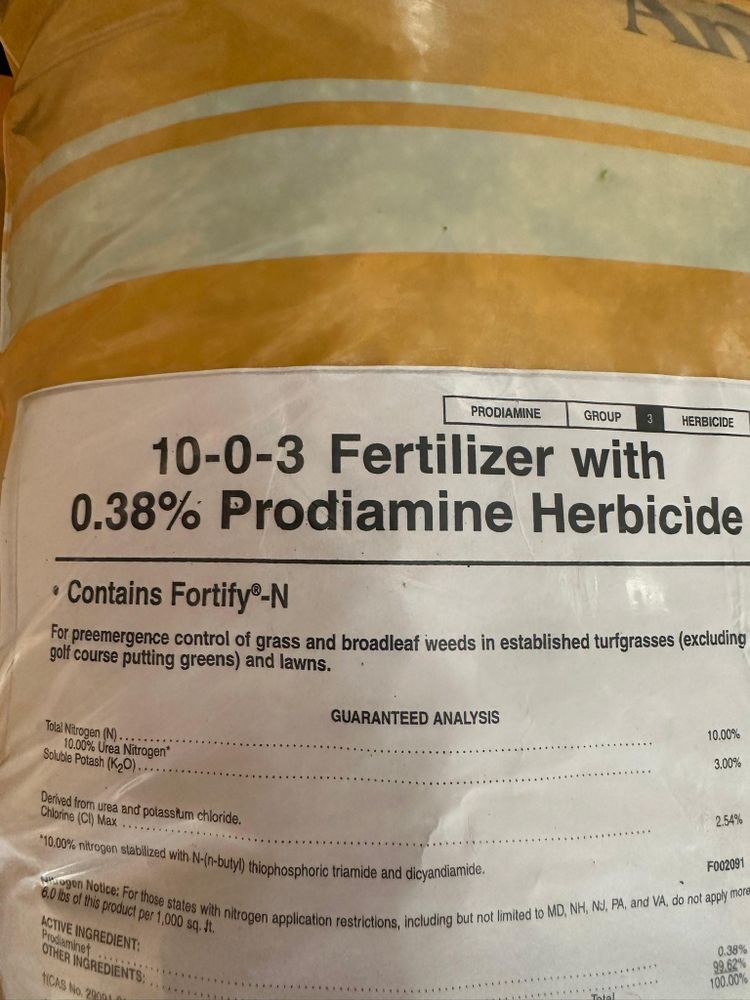 An
PRODIAMINE GROUP 3 HERBICIDE
10-0-3 Fertilizer with
0.38% Prodiamine Herbicide
• Contains Fortify®-N
For preemergence control of grass and broadleaf weeds in established turfgrasses (excluding
golf course putting greens) and lawns.
GUARANTEED ANALYSIS
Total Nitrogen (N) 10.00%
10.00% Urea Nitrogen*
Soluble Potash (K₂O) 3.00%
Derived from urea and potassium chloride.
Chlorine (Cl) Max 2.54%
*10.00% nitrogen stabilized with N-(n-butyl) thiophosphoric triamide and dicyandiamide.
F002091
Nitrogen Notice: For those states with nitrogen application restrictions, including but not limited to MD, NH, NJ, PA, and VA, do not apply more
6.0 lbs of this product per 1,000 sq. ft.
ACTIVE INGREDIENT:
Prodiamine† 0.38%
OTHER INGREDIENTS: 99.62%
Total 100.00%
†(CAS No.